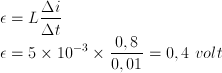 ϵ = L Δi/Δt
ϵ = 5 × 10⁻³ × 0,8/0,01 = 0,4 volt